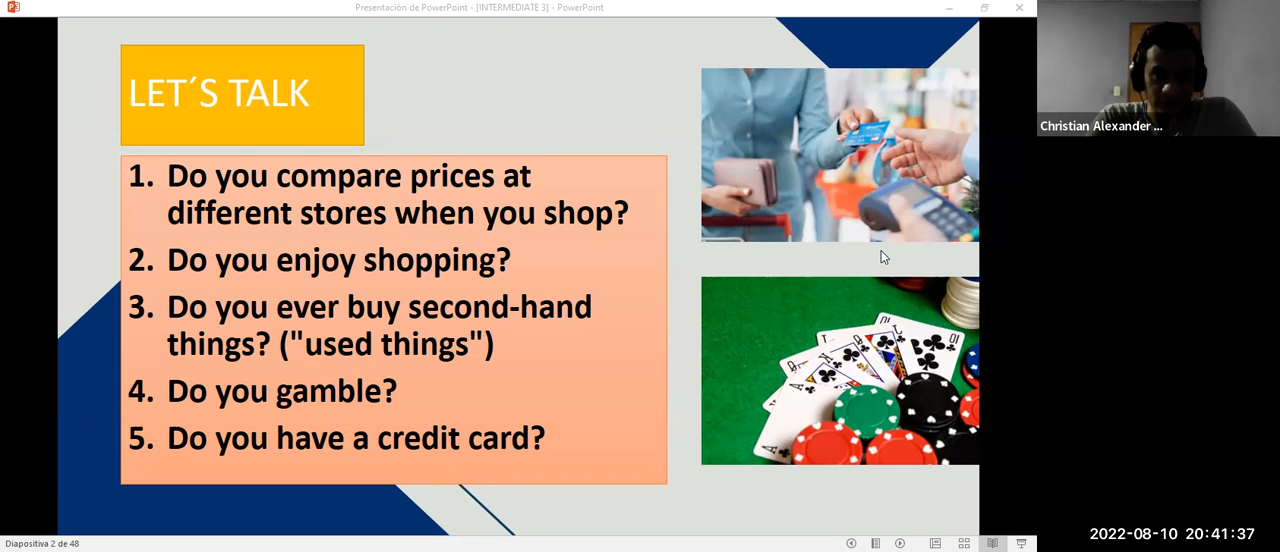 Presentación de PowerPoint - [INTERMEDIATE 3] - PowerPoint
LET´S TALK
1. Do you compare prices at
different stores when you shop?
2. Do you enjoy shopping?
3. Do you ever buy second-hand
things? ("used things")
4. Do you gamble?
5. Do you have a credit card?
Christian Alexander ...
Diapositiva 2 de 48
2022-08-10 20:41:37